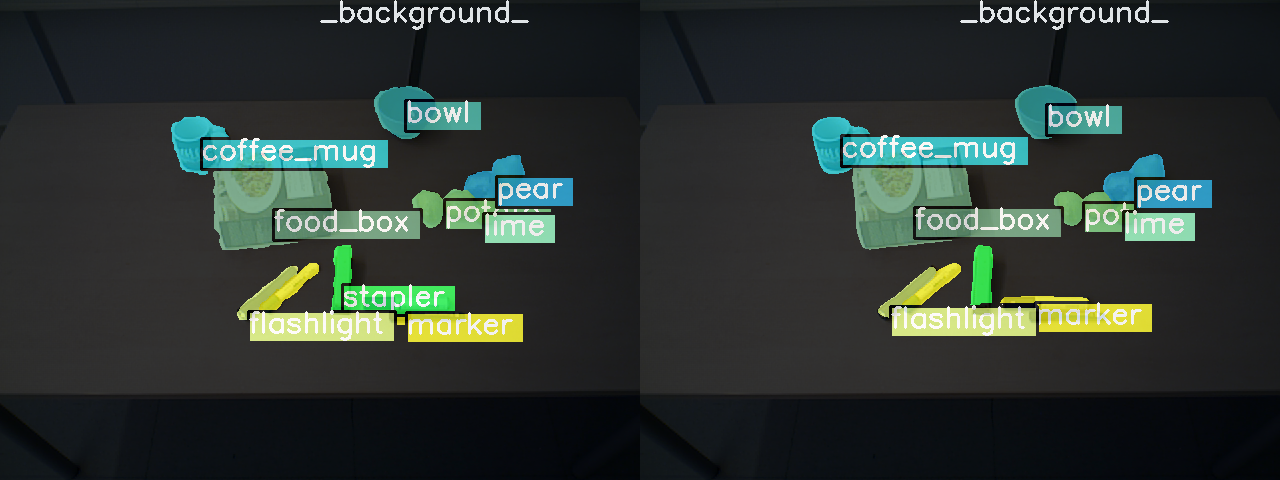 _background_ _background_
bowl bowl
coffee_mug coffee_mug
pear pear
food_box food_box
lime lime
stapler
flashlight marker flashlight marker